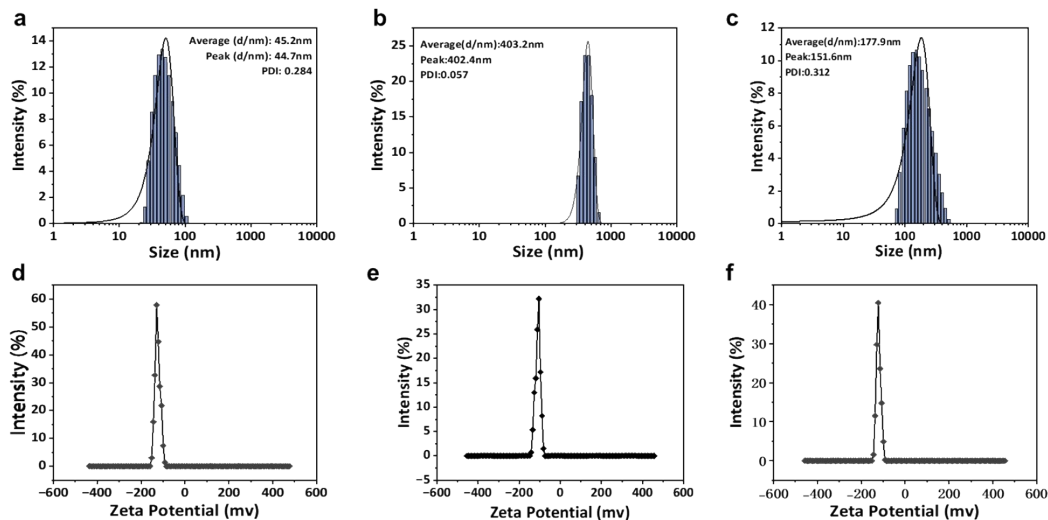 a
Intensity (%)
14
12
10
8
6
4
2
0
Average (d/nm): 45.2nm
Peak (d/nm): 44.7nm
PDI: 0.284
1 10 100 1000 10000
Size (nm)
b
Intensity (%)
25
20
15
10
5
0
Average(d/nm):403.2nm
Peak:402.4nm
PDI:0.057
1 10 100 1000 10000
Size (nm)
c
Intensity (%)
12
10
8
6
4
2
0
Average(d/nm):177.9nm
Peak:151.6nm
PDI:0.312
1 10 100 1000 10000
Size (nm)
d
Intensity (%)
60
50
40
30
20
10
0
−600 −400 −200 0 200 400 600
Zeta Potential (mv)
e
Intensity (%)
35
30
25
20
15
10
5
0
−5
−600 −400 −200 0 200 400 600
Zeta Potential (mv)
f
Intensity (%)
40
30
20
10
0
−600 −400 −200 0 200 400 600
Zeta Potential (mv)